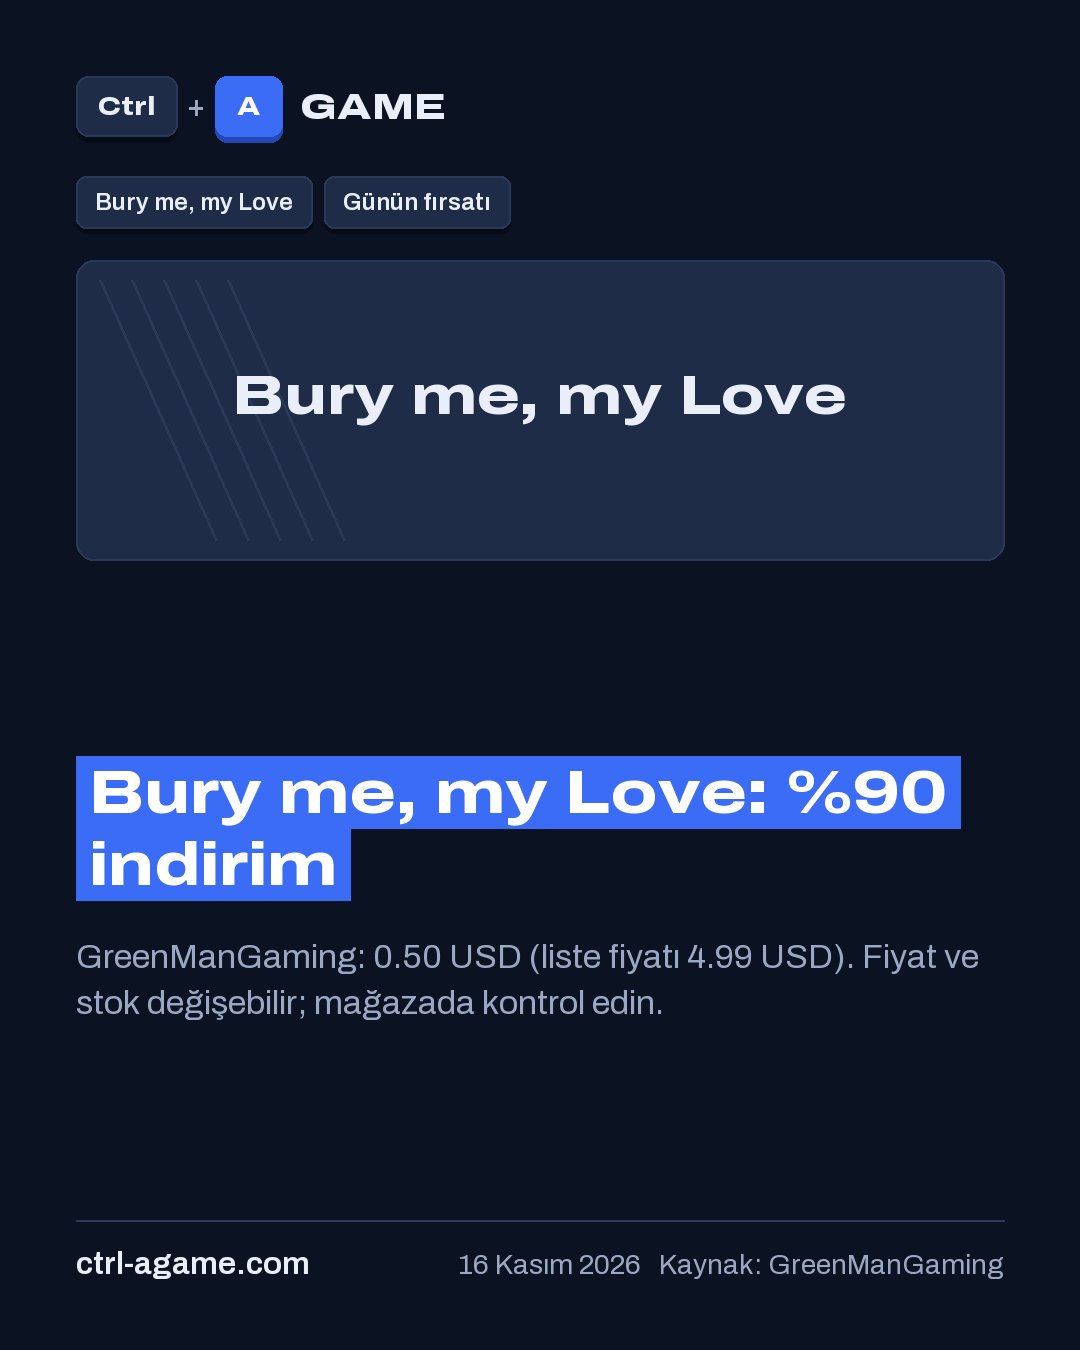 Ctrl + A GAME
Bury me, my Love Günün fırsatı
Bury me, my Love
Bury me, my Love: %90
indirim
GreenManGaming: 0.50 USD (liste fiyatı 4.99 USD). Fiyat ve
stok değişebilir; mağazada kontrol edin.
ctrl-agame.com 16 Kasım 2026 Kaynak: GreenManGaming